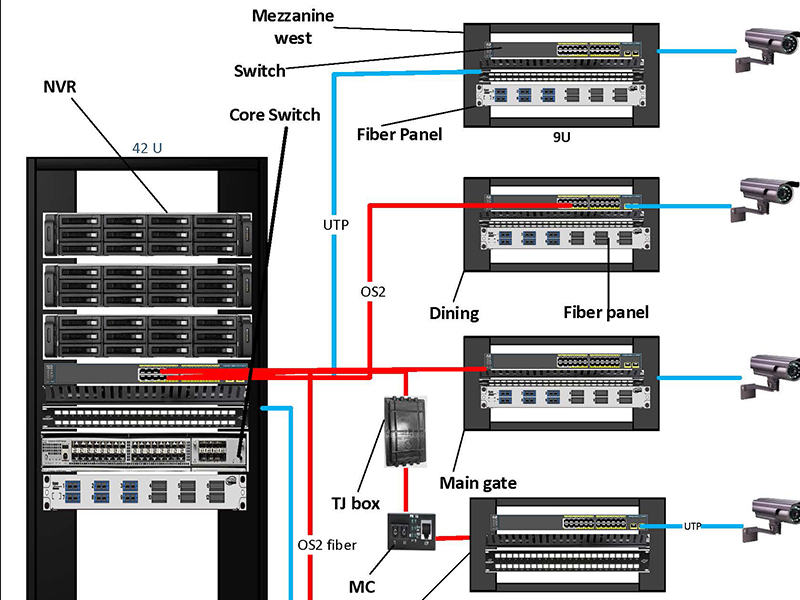 Mezzanine
west
Switch
NVR
Core Switch
Fiber Panel
9U
42 U
UTP
OS2
Dining
Fiber panel
Main gate
TJ box
UTP
OS2 fiber
MC